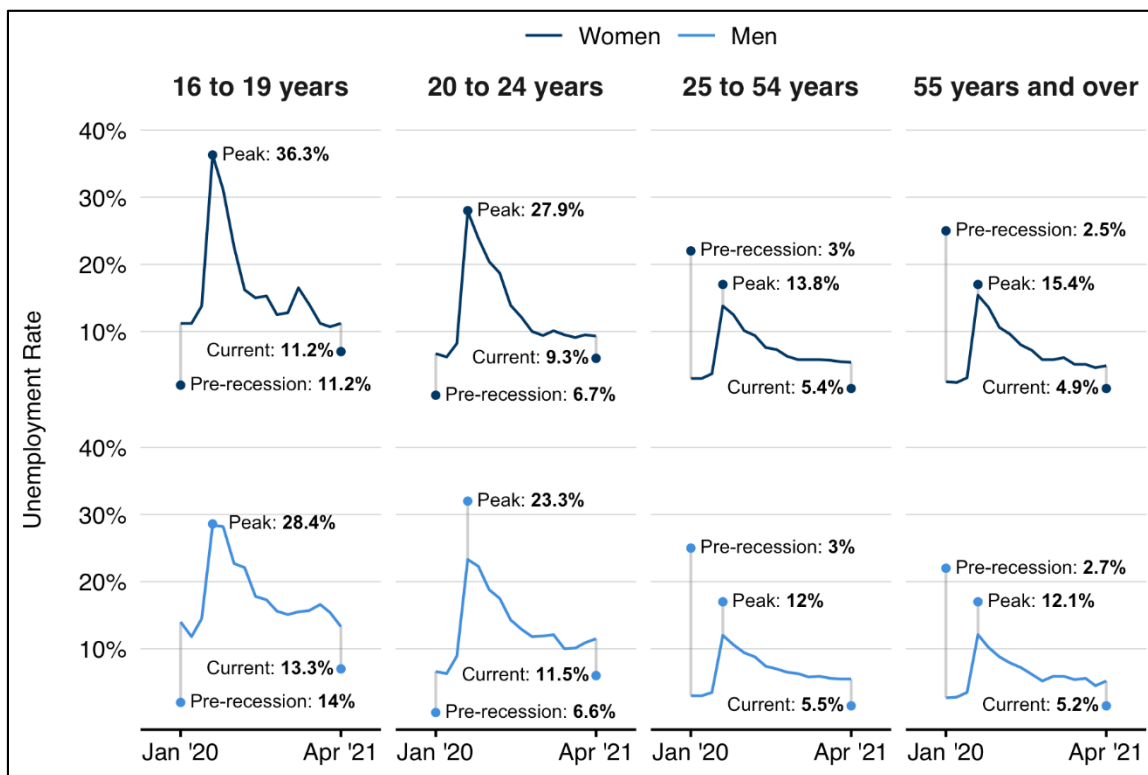 Women Men
16 to 19 years 20 to 24 years 25 to 54 years 55 years and over
Unemployment Rate
40%
30%
20%
10%
Peak: 36.3%
Current: 11.2%
Pre-recession: 11.2%
Peak: 27.9%
Current: 9.3%
Pre-recession: 6.7%
Pre-recession: 3%
Peak: 13.8%
Current: 5.4%
Pre-recession: 2.5%
Peak: 15.4%
Current: 4.9%
40%
30%
20%
10%
Peak: 28.4%
Current: 13.3%
Pre-recession: 14%
Peak: 23.3%
Current: 11.5%
Pre-recession: 6.6%
Pre-recession: 3%
Peak: 12%
Current: 5.5%
Pre-recession: 2.7%
Peak: 12.1%
Current: 5.2%
Jan '20 Apr '21 Jan '20 Apr '21 Jan '20 Apr '21 Jan '20 Apr '21